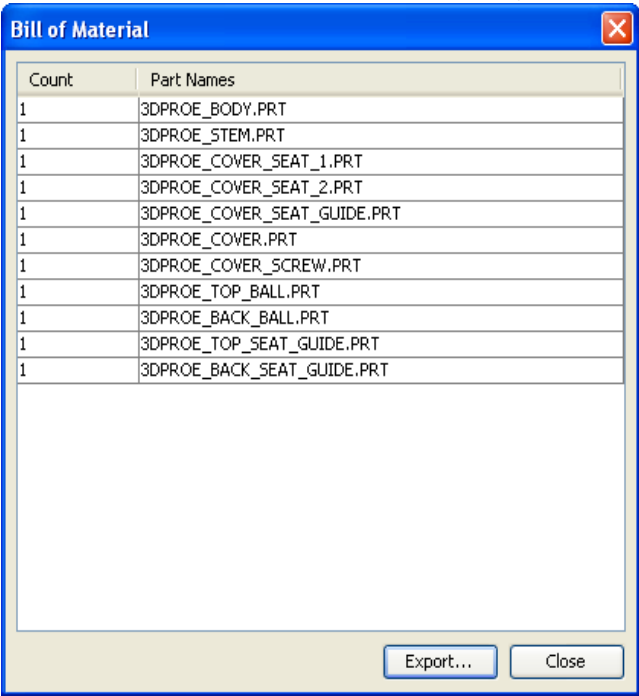 Bill of Material
Count Part Names
1 3DPROE_BODY.PRT
1 3DPROE_STEM.PRT
1 3DPROE_COVER_SEAT_1.PRT
1 3DPROE_COVER_SEAT_2.PRT
1 3DPROE_COVER_SEAT_GUIDE.PRT
1 3DPROE_COVER.PRT
1 3DPROE_COVER_SCREW.PRT
1 3DPROE_TOP_BALL.PRT
1 3DPROE_BACK_BALL.PRT
1 3DPROE_TOP_SEAT_GUIDE.PRT
1 3DPROE_BACK_SEAT_GUIDE.PRT
Export... Close